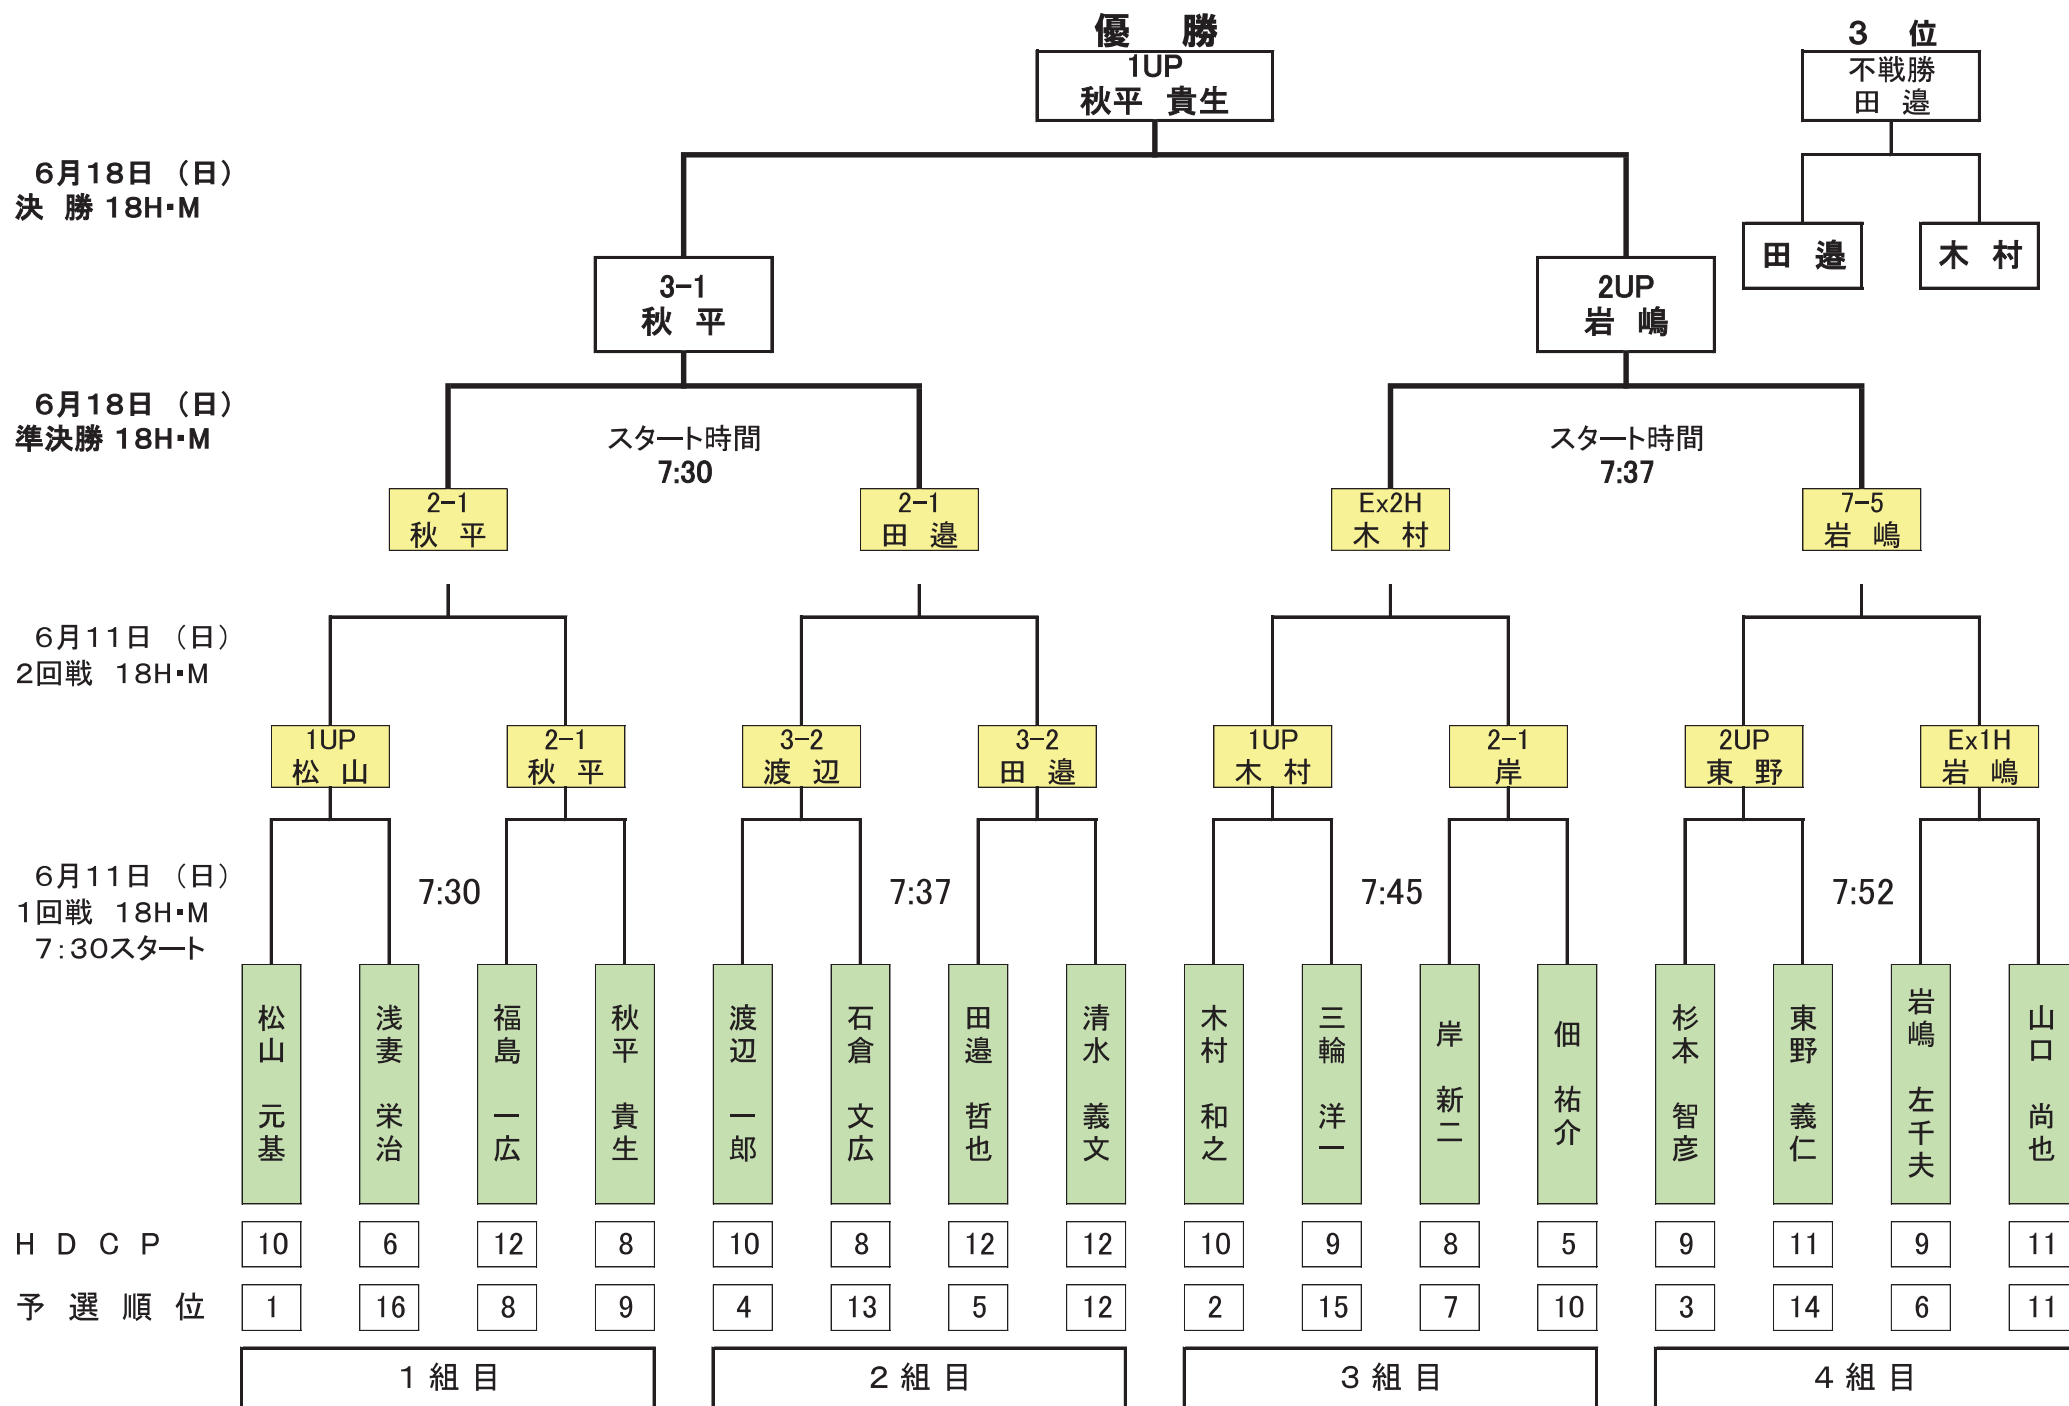 優 勝
1UP
秋平 貴生
３ 位
不戦勝
田 邉
6月18日 （日）
決 勝 18H・M
田 邉
木 村
3-1
秋 平
2UP
岩 嶋
6月18日 （日）
準決勝 18H・M
スタート時間
7:30
スタート時間
7:37
2-1
秋 平
2-1
田 邉
Ex2H
木 村
7-5
岩 嶋
6月11日 （日）
2回戦 18H・M
1UP
松 山
2-1
秋 平
3-2
渡 辺
3-2
田 邉
1UP
木 村
2-1
岸
2UP
東 野
Ex1H
岩 嶋
6月11日 （日）
1回戦 18H・M
7：30スタート
7:30
7:37
7:45
7:52
松山 元基
浅妻 栄治
福島 一広
秋平 貴生
渡辺 一郎
石倉 文広
田邉 哲也
清水 義文
木村 和之
三輪 洋一
岸 新二
佃 祐介
杉本 智彦
東野 義仁
岩嶋 左千夫
山口 尚也
H D C P 10 6 12 8 10 8 12 12 10 9 8 5 9 11 9 11
予 選 順 位 1 16 8 9 4 13 5 12 2 15 7 10 3 14 6 11
1 組 目
2 組 目
3 組 目
4 組 目